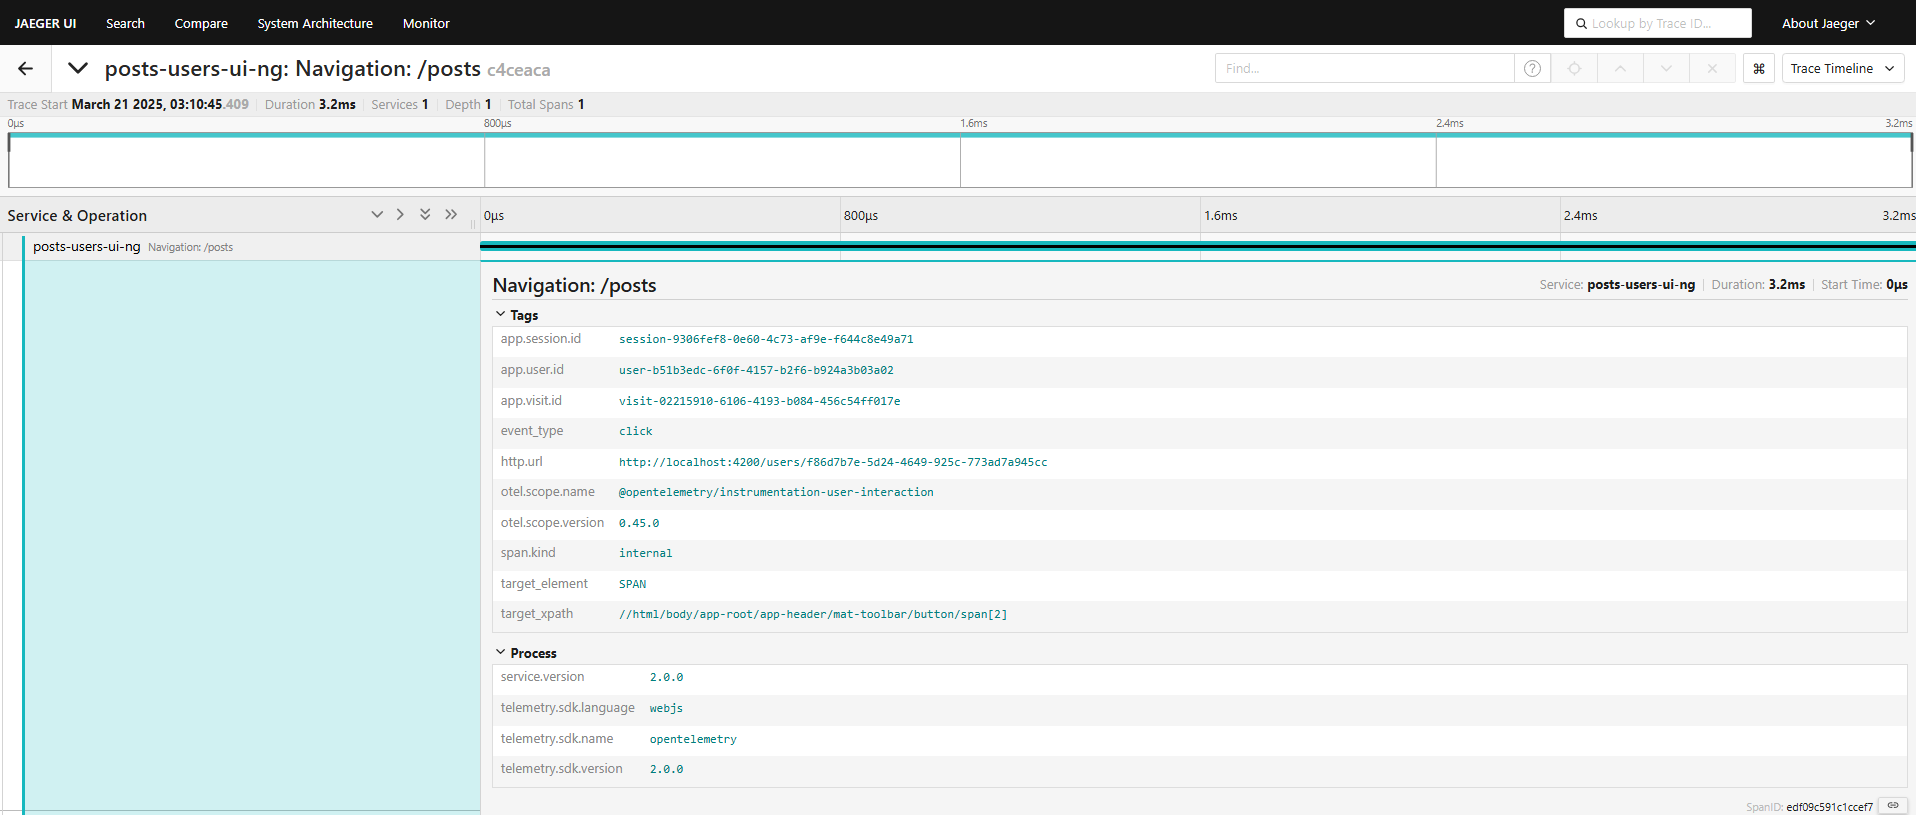 JAEGER UI Search Compare System Architecture Monitor Lookup by Trace ID... About Jaeger
posts-users-ui-ng: Navigation: /posts c4ceaca Find... ? ⌘ Trace Timeline
Trace Start March 21 2025, 03:10:45.409 Duration 3.2ms Services 1 Depth 1 Total Spans 1
0μs 800μs 1.6ms 2.4ms 3.2ms
Service & Operation 0μs 800μs 1.6ms 2.4ms 3.2ms
posts-users-ui-ng Navigation: /posts
Navigation: /posts Service: posts-users-ui-ng Duration: 3.2ms Start Time: 0μs
Tags
app.session.id session-9306fef8-0e60-4c73-af9e-f644c8e49a71
app.user.id user-b51b3edc-6f0f-4157-b2f6-b924a3b03a02
app.visit.id visit-02215910-6106-4193-b084-456c54ff017e
event_type click
http.url http://localhost:4200/users/f86d7b7e-5d24-4649-925c-773ad7a945cc
otel.scope.name @opentelemetry/instrumentation-user-interaction
otel.scope.version 0.45.0
span.kind internal
target_element SPAN
target_xpath //html/body/app-root/app-header/mat-toolbar/button/span[2]
Process
service.version 2.0.0
telemetry.sdk.language webjs
telemetry.sdk.name opentelemetry
telemetry.sdk.version 2.0.0
SpanID: edf09c591c1ccef7